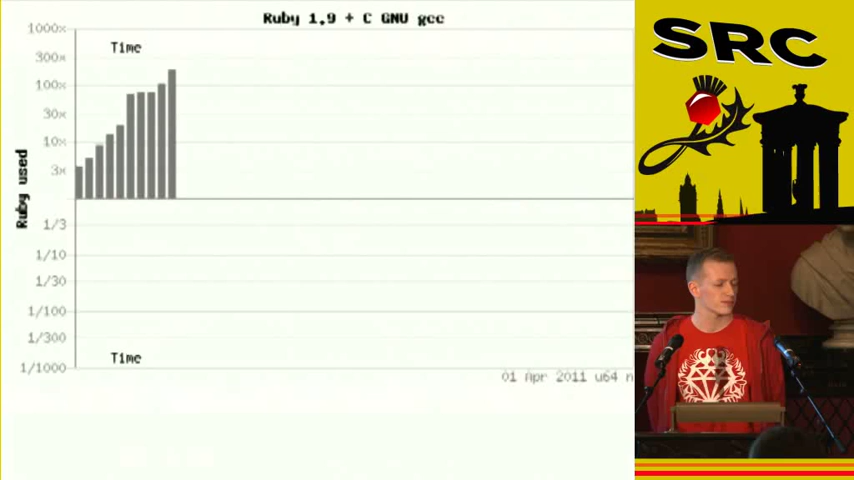 Ruby 1.9 + C GNU gcc
1000x
Time
300x
100x
30x
10x
3x
Ruby used
1/3
1/10
1/30
1/100
1/300
Time
1/1000
01 Apr 2011 u64 n
SRC